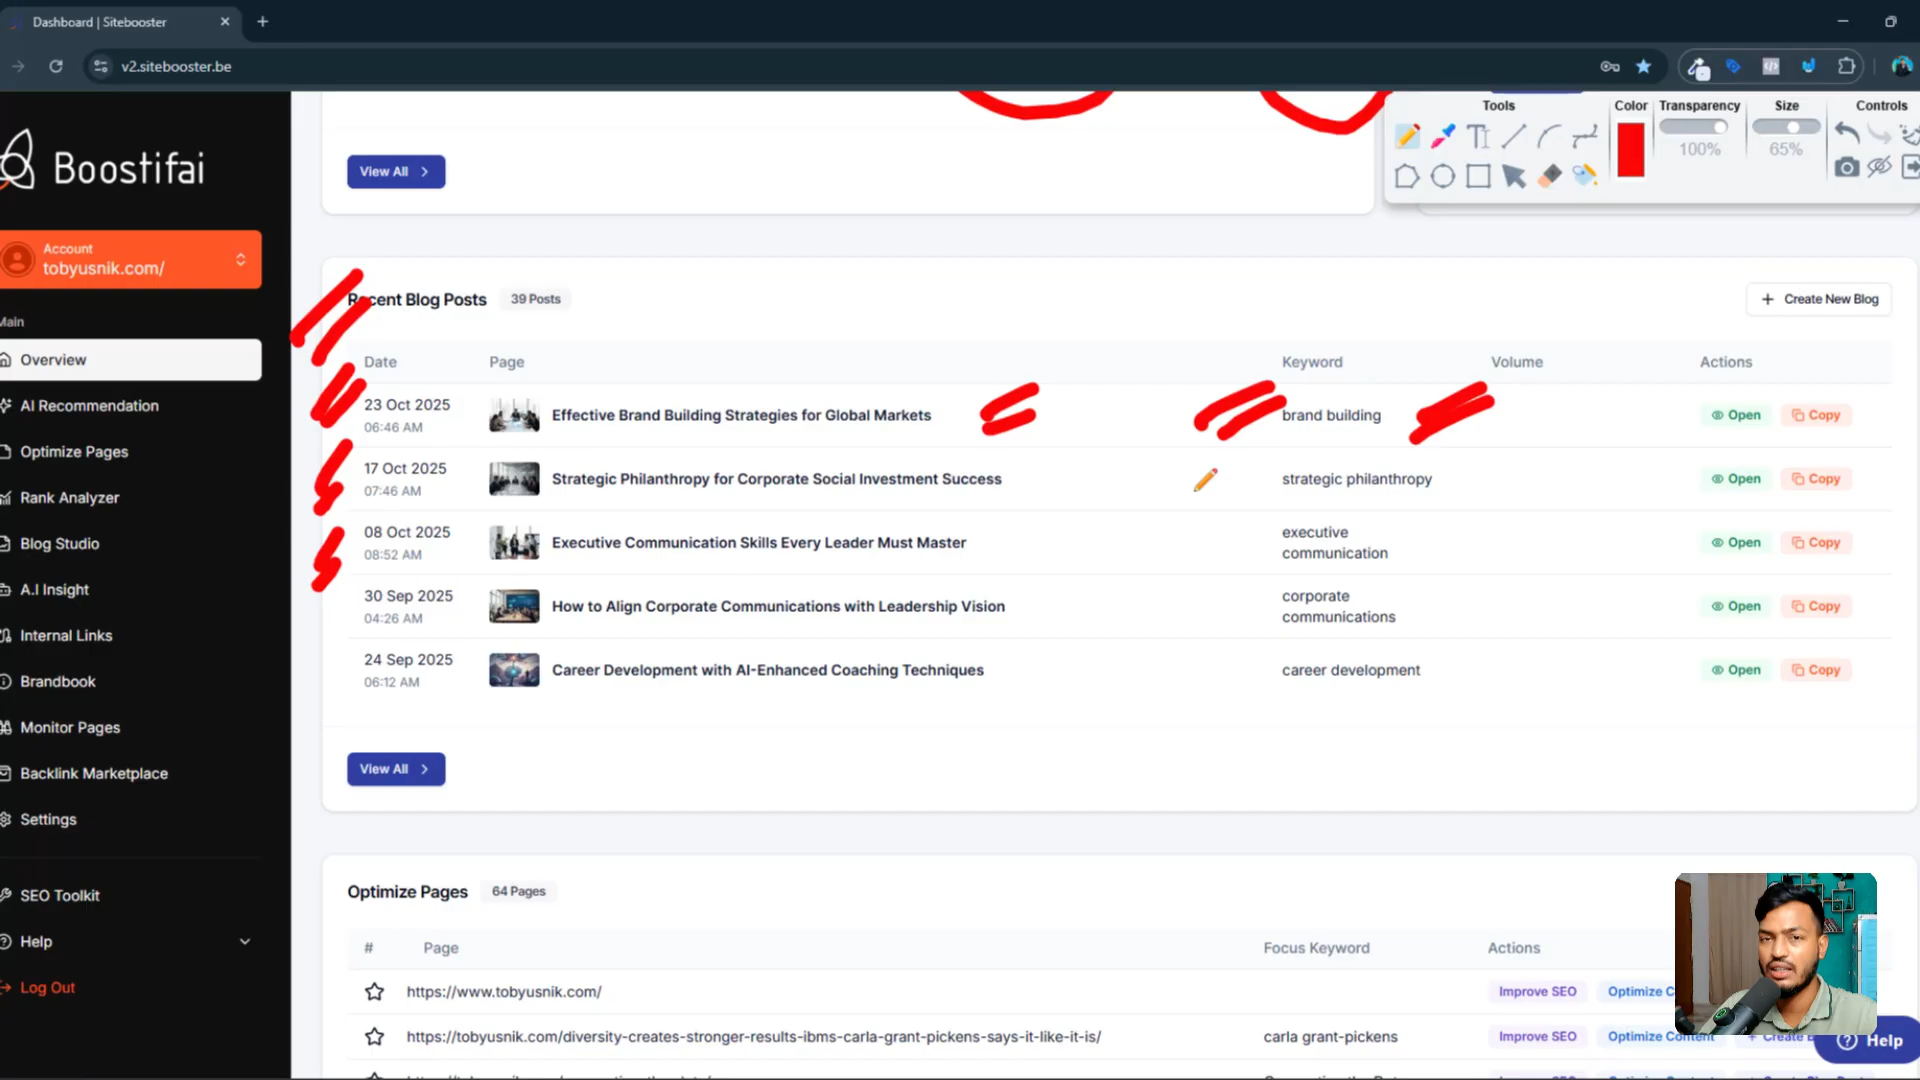 Dashboard | Sitebooster
v2.sitebooster.be
Tools
Color
Transparency
Size
Controls
100%
65%
Boostifai
View All
Account
tobyusnik.com/
Recent Blog Posts
39 Posts
Create New Blog
Main
Overview
AI Recommendation
Optimize Pages
Rank Analyzer
Blog Studio
A.I Insight
Internal Links
Brandbook
Monitor Pages
Backlink Marketplace
Settings
SEO Toolkit
Help
Log Out
Date Page Keyword Volume Actions
23 Oct 2025
06:46 AM
Effective Brand Building Strategies for Global Markets
brand building
Open Copy
17 Oct 2025
07:46 AM
Strategic Philanthropy for Corporate Social Investment Success
strategic philanthropy
Open Copy
08 Oct 2025
08:52 AM
Executive Communication Skills Every Leader Must Master
executive
communication
Open Copy
30 Sep 2025
04:26 AM
How to Align Corporate Communications with Leadership Vision
corporate
communications
Open Copy
24 Sep 2025
06:12 AM
Career Development with AI-Enhanced Coaching Techniques
career development
Open Copy
View All
Optimize Pages
64 Pages
# Page Focus Keyword Actions
https://www.tobyusnik.com/
Improve SEO
https://tobyusnik.com/diversity-creates-stronger-results-ibms-carla-grant-pickens-says-it-like-it-is/
carla grant-pickens
Improve SEO Optimize Content + Create
Help